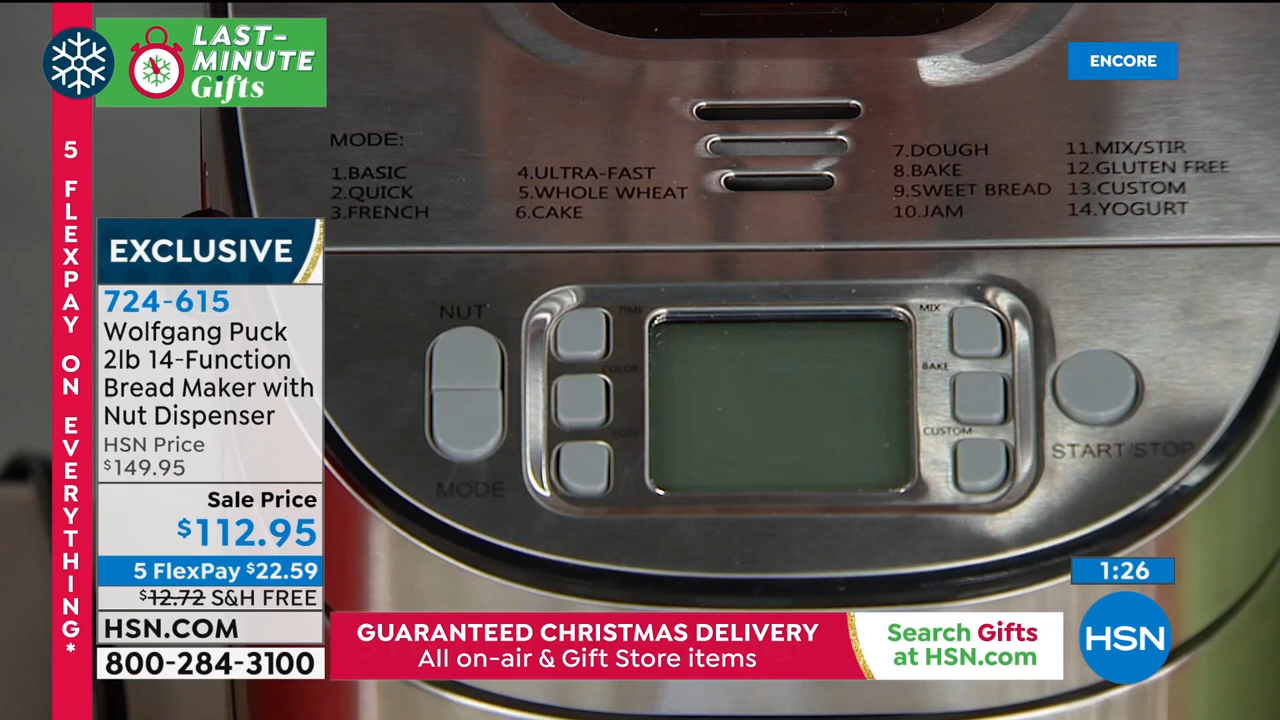 LAST-
MINUTE
Gifts
ENCORE
5 FLEXPAY ON EVERYTHING*
EXCLUSIVE
724-615
Wolfgang Puck
2lb 14-Function
Bread Maker with
Nut Dispenser
HSN Price
$149.95
Sale Price
$112.95
5 FlexPay $22.59
$12.72 S&H FREE
HSN.COM
800-284-3100
MODE:
1.BASIC
2.QUICK
3.FRENCH
4.ULTRA-FAST
5.WHOLE WHEAT
6.CAKE
7.DOUGH
8.BAKE
9.SWEET BREAD
10.JAM
11.MIX/STIR
12.GLUTEN FREE
13.CUSTOM
14.YOGURT
NUT
MODE
TIME
COLOR
MIX
BAKE
CUSTOM
START/STOP
GUARANTEED CHRISTMAS DELIVERY
All on-air & Gift Store items
Search Gifts
at HSN.com
1:26
HSN